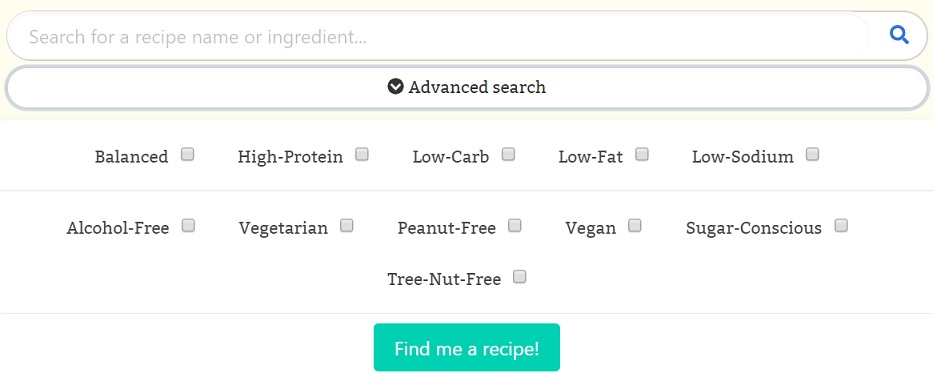 Search for a recipe name or ingredient...
Advanced search
Balanced High-Protein Low-Carb Low-Fat Low-Sodium
Alcohol-Free Vegetarian Peanut-Free Vegan Sugar-Conscious
Tree-Nut-Free
Find me a recipe!